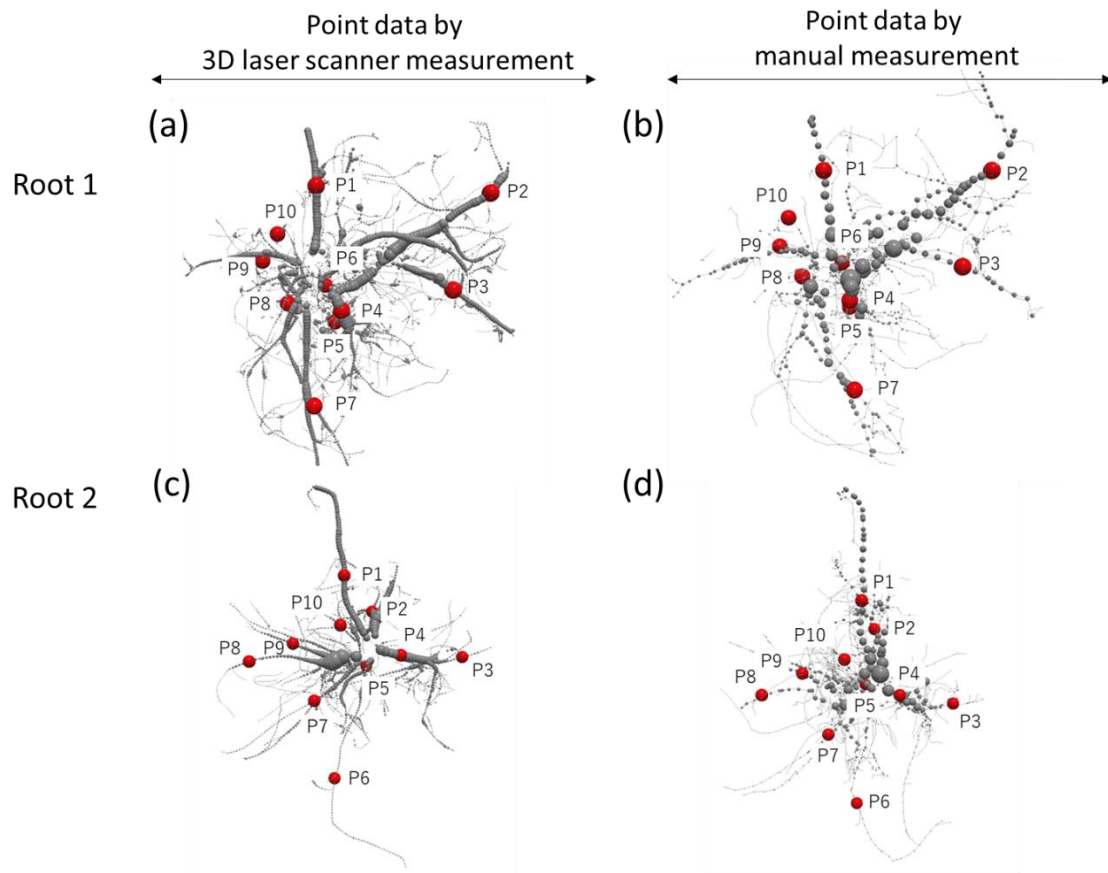 Point data by
3D laser scanner measurement
Point data by
manual measurement
Root 1
(a)
P1
P2
P10
P6
P9
P3
P8
P4
P5
P7
(b)
P1
P2
P10
P6
P9
P3
P8
P4
P5
P7
Root 2
(c)
P1
P10
P2
P8
P9
P4
P3
P5
P7
P6
(d)
P1
P2
P10
P9
P8
P4
P5
P3
P7
P6